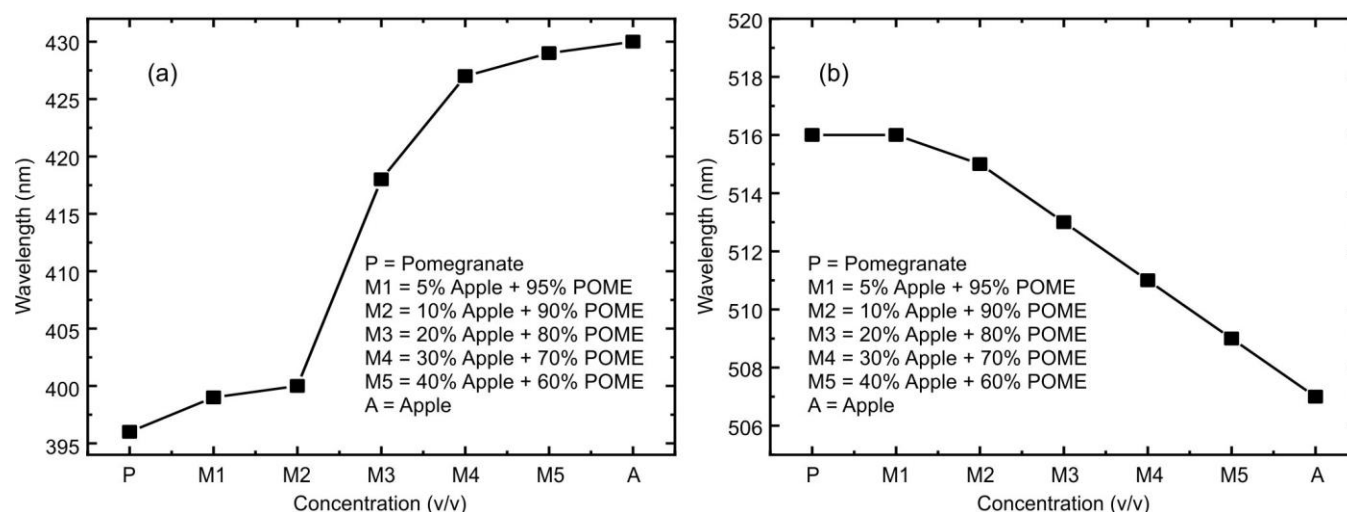 (a)
Wavelength (nm)
430
425
420
415
410
405
400
395
P = Pomegranate
M1 = 5% Apple + 95% POME
M2 = 10% Apple + 90% POME
M3 = 20% Apple + 80% POME
M4 = 30% Apple + 70% POME
M5 = 40% Apple + 60% POME
A = Apple
P M1 M2 M3 M4 M5 A
Concentration (v/v)
(b)
Wavelength (nm)
520
518
516
514
512
510
508
506
P = Pomegranate
M1 = 5% Apple + 95% POME
M2 = 10% Apple + 90% POME
M3 = 20% Apple + 80% POME
M4 = 30% Apple + 70% POME
M5 = 40% Apple + 60% POME
A = Apple
P M1 M2 M3 M4 M5 A
Concentration (v/v)